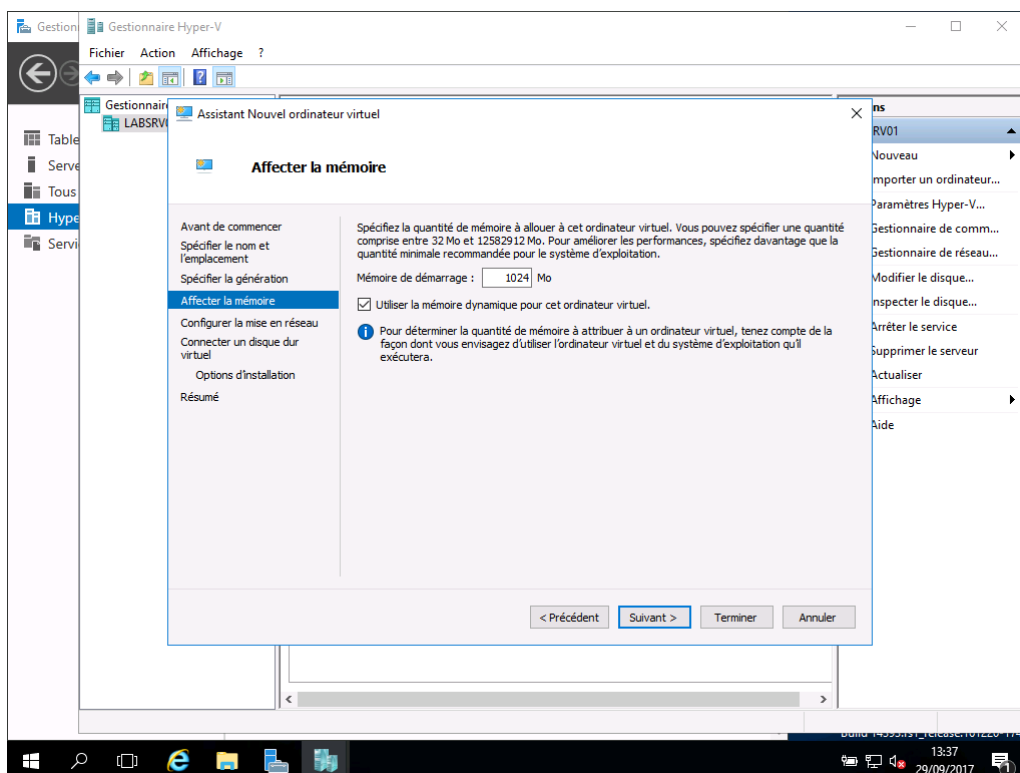 Gestion
Gestionnaire Hyper-V
Fichier Action Affichage ?
Gestionnair
LABSRV0
Table
Serve
Tous
Hype
Servi
Assistant Nouvel ordinateur virtuel
Affecter la mémoire
Avant de commencer
Spécifier le nom et
l'emplacement
Spécifier la génération
Affecter la mémoire
Configurer la mise en réseau
Connecter un disque dur
virtuel
Options d'installation
Résumé
Spécifiez la quantité de mémoire à allouer à cet ordinateur virtuel. Vous pouvez spécifier une quantité
comprise entre 32 Mo et 12582912 Mo. Pour améliorer les performances, spécifiez davantage que la
quantité minimale recommandée pour le système d'exploitation.
Mémoire de démarrage : 1024 Mo
Utiliser la mémoire dynamique pour cet ordinateur virtuel.
Pour déterminer la quantité de mémoire à attribuer à un ordinateur virtuel, tenez compte de la
façon dont vous envisagez d'utiliser l'ordinateur virtuel et du système d'exploitation qu'il
exécutera.
< Précédent Suivant > Terminer Annuler
ns
RV01
Nouveau
mporter un ordinateur...
Paramètres Hyper-V...
Gestionnaire de comm...
Gestionnaire de réseau...
Modifier le disque...
nspecter le disque...
Arrêter le service
Supprimer le serveur
Actualiser
Affichage
Aide
13:37
29/09/2017
1